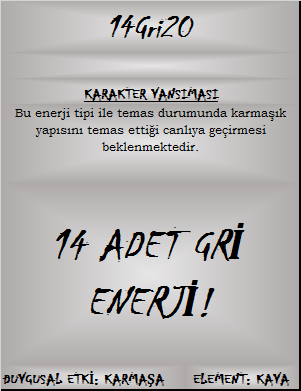 14Gri20
KARAKTER YANSIMASI
Bu enerji tipi ile temas durumunda karmaşık
yapısını temas ettiği canlıya geçirmesi
beklenmektedir.
14 ADET GRİ
ENERJİ!
DUYGUSAL ETKİ: KARMAŞA ELEMENT: KAYA